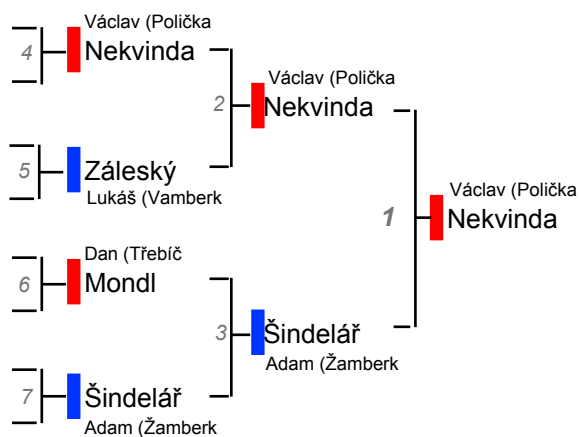 Václav (Polička
4
Nekvinda
Václav (Polička
2
Nekvinda
5
Záleský
Lukáš (Vamberk
Václav (Polička
1
Nekvinda
Dan (Třebíč
6
Mondl
3
Šindelář
Adam (Žamberk
7
Šindelář
Adam (Žamberk